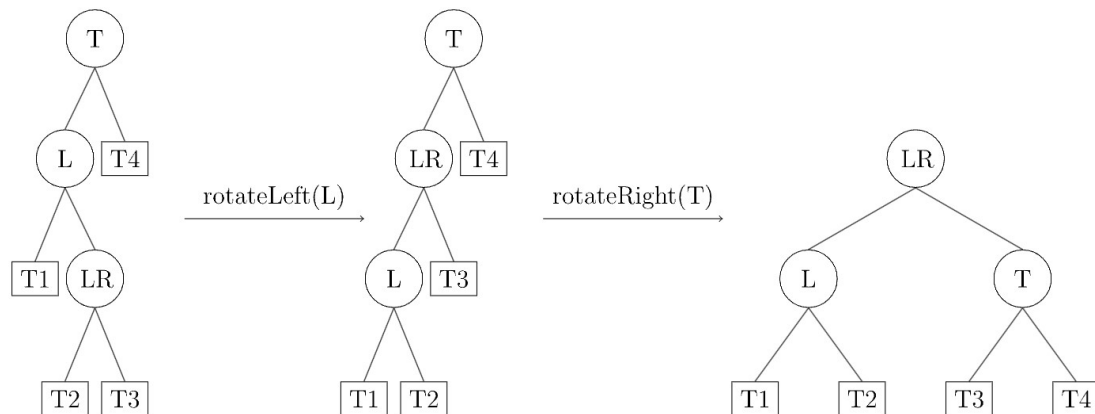 T
T
L
T4
LR
T4
LR
rotateLeft(L)
rotateRight(T)
T1
LR
L
T3
L
T
T2
T3
T1
T2
T1
T2
T3
T4